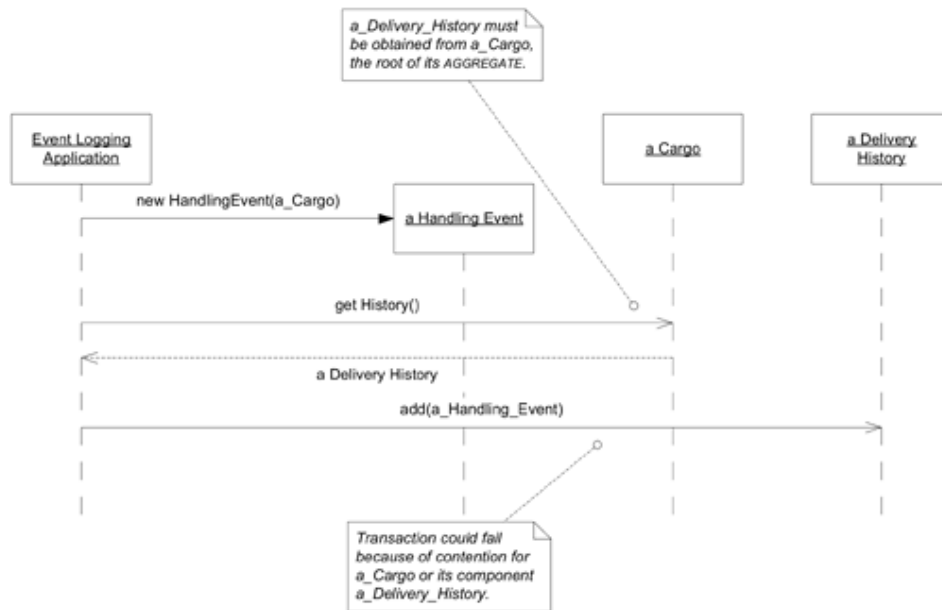 a_Delivery_History must
be obtained from a_Cargo,
the root of its AGGREGATE.
Event Logging
Application
a Cargo
a Delivery
History
new HandlingEvent(a_Cargo)
a Handling Event
get History()
a Delivery History
add(a_Handling_Event)
Transaction could fail
because of contention for
a_Cargo or its component
a_Delivery_History.